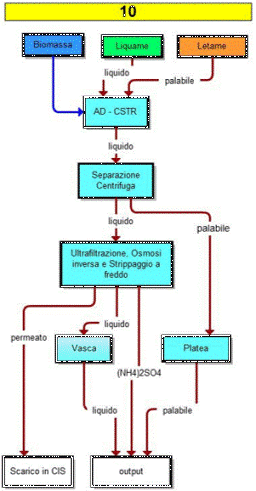 10
Biomassa
Liquame
Letame
liquido
palabile
AD - CSTR
liquido
Separazione
Centrifuga
liquido
palabile
Ultrafiltrazione, Osmosi
inversa e Strippaggio a
freddo
permeato
liquido
Vasca
Platea
(NH4)2SO4
liquido
palabile
Scarico in CIS
output